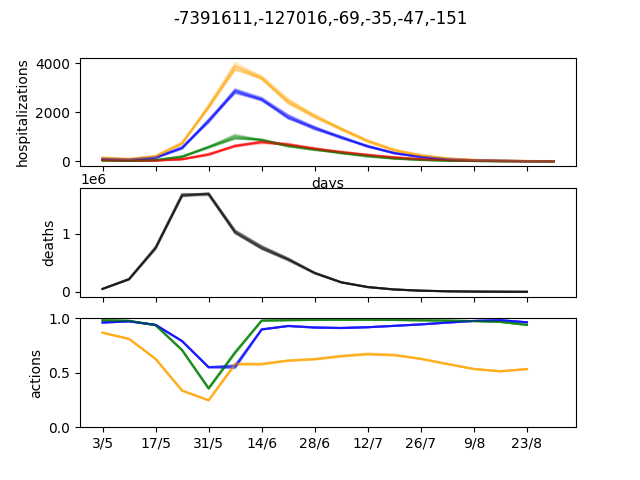 -7391611,-127016,-69,-35,-47,-151
hospitalizations
4000
2000
0
days
1e6
deaths
1
0
actions
1.0
0.5
0.0
3/5 17/5 31/5 14/6 28/6 12/7 26/7 9/8 23/8